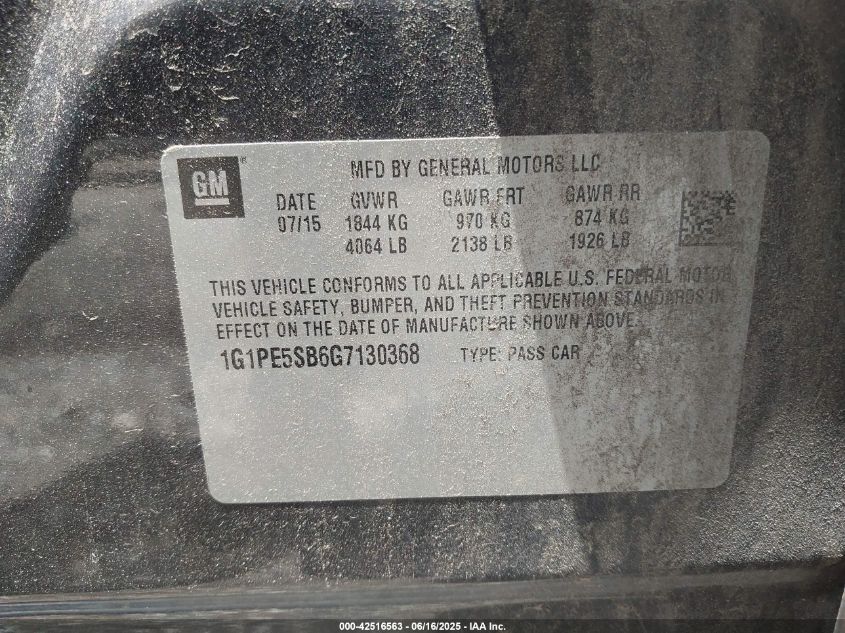 GM
MFD BY GENERAL MOTORS LLC
DATE GVWR GAWR FRT GAWR RR
07/15 1844 KG 970 KG 874 KG
4064 LB 2138 LB 1926 LB
THIS VEHICLE CONFORMS TO ALL APPLICABLE U.S. FEDERAL MOTOR
VEHICLE SAFETY, BUMPER, AND THEFT PREVENTION STANDARDS IN
EFFECT ON THE DATE OF MANUFACTURE SHOWN ABOVE.
1G1PE5SB6G7130368 TYPE: PASS CAR
000-42516563 - 06/16/2025 - IAA Inc.